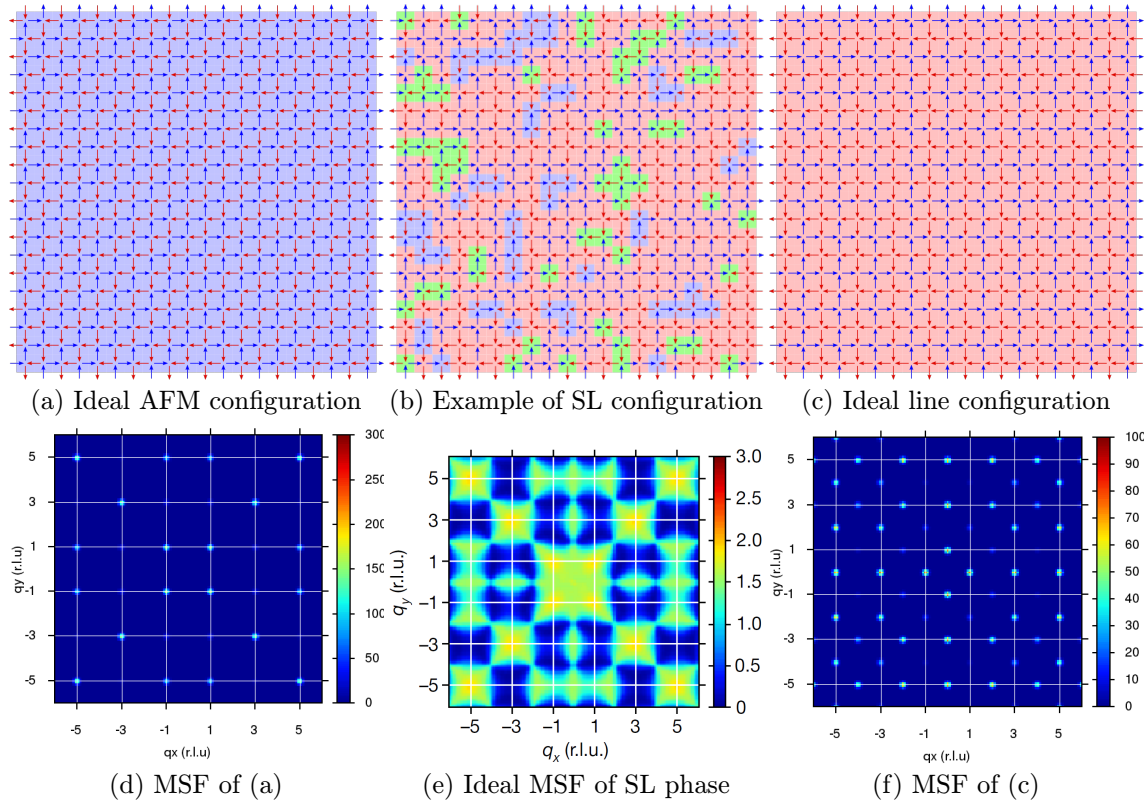 (a) Ideal AFM configuration
(b) Example of SL configuration
(c) Ideal line configuration
5
3
1
-1
-3
-5
qy (r.l.u)
-5 -3 -1 1 3 5
qx (r.l.u)
300
250
200
150
100
50
0
5
3
1
−1
−3
−5
q_y (r.l.u.)
−5 −3 −1 1 3 5
q_x (r.l.u.)
3.0
2.5
2.0
1.5
1.0
0.5
0
5
3
1
-1
-3
-5
qy (r.l.u)
-5 -3 -1 1 3 5
qx (r.l.u)
100
90
80
70
60
50
40
30
20
10
0
(d) MSF of (a)
(e) Ideal MSF of SL phase
(f) MSF of (c)